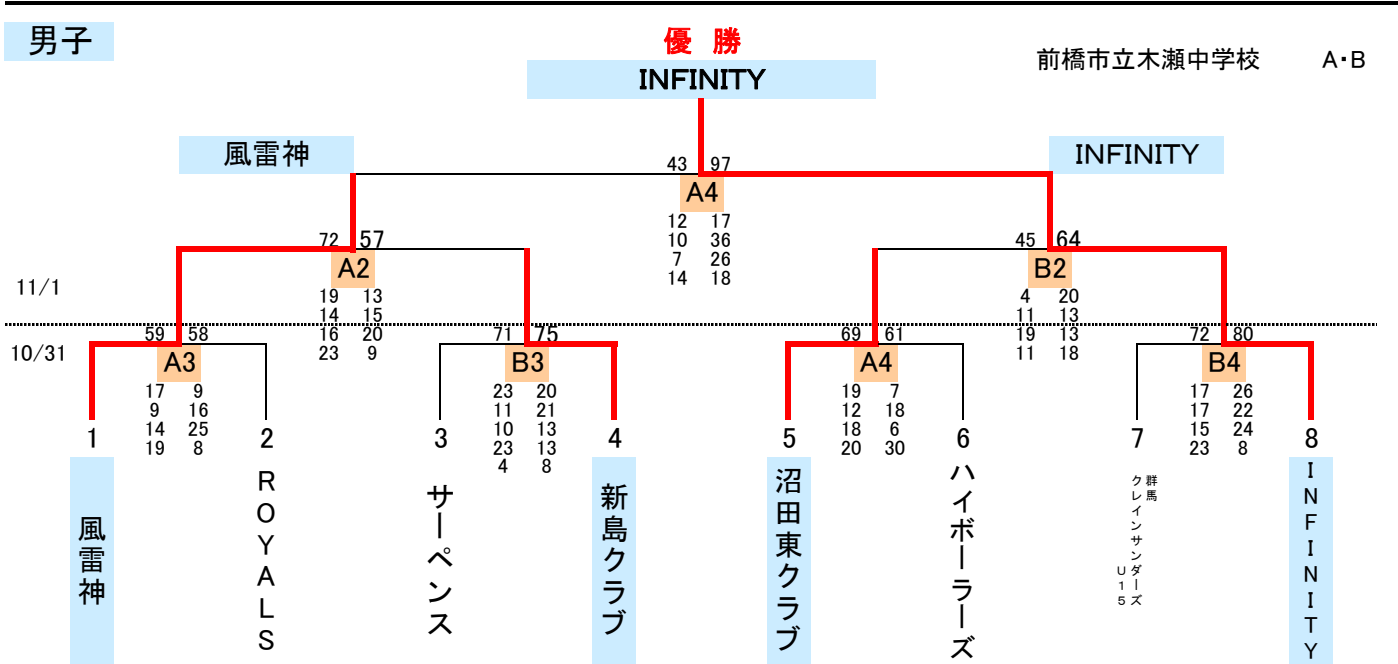 男子
優 勝
INFINITY
前橋市立木瀬中学校 A・B
風雷神
INFINITY
43 97
A4
12 17
10 36
7 26
14 18
72 57
A2
19 13
14 15
16 20
23 9
45 64
B2
4 20
11 13
19 13
11 18
11/1
10/31
59 58
A3
17 9
9 16
14 25
19 8
71 75
B3
23 20
11 21
10 13
23 13
4 8
69 61
A4
19 7
12 18
18 6
20 30
72 80
B4
17 26
17 22
15 24
23 8
1 2 3 4 5 6 7 8
風雷神
ROYALS
サーペンス
新島クラブ
沼田東クラブ
ハイボーラーズ
群馬
クレインサンダーズ
U15
INFINITY